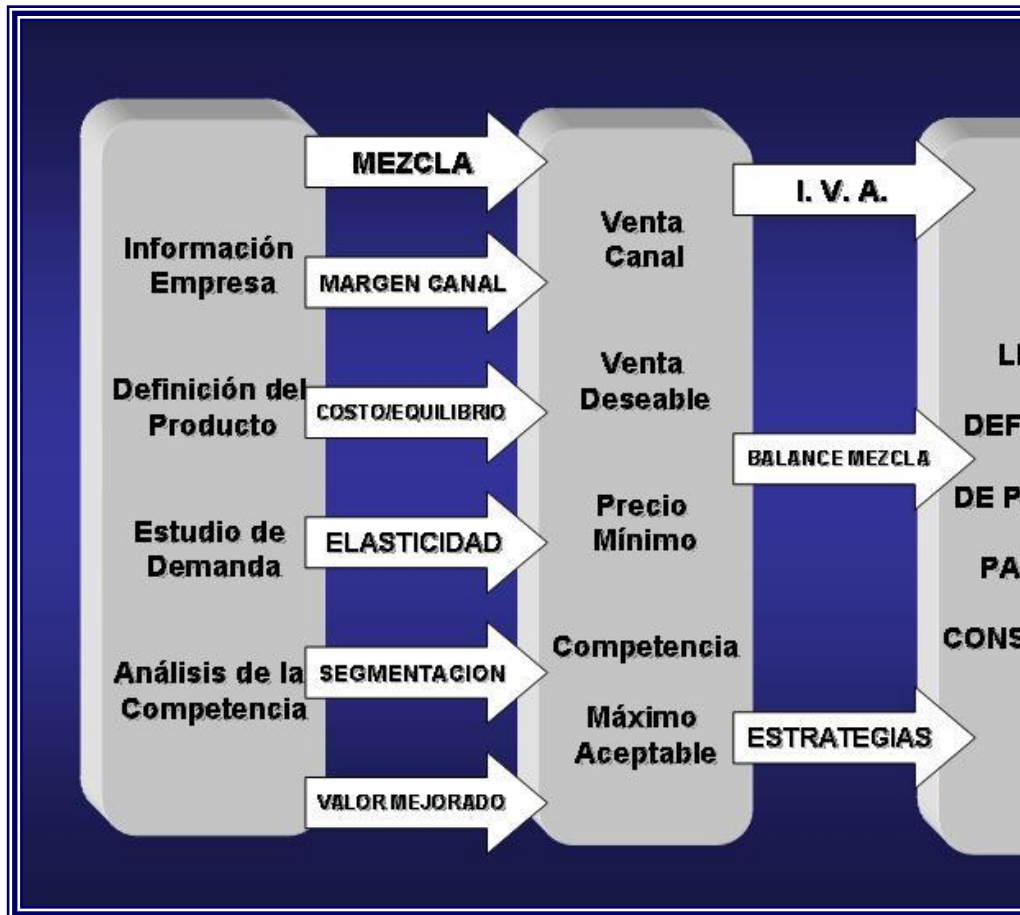 Información
Empresa
Definición del
Producto
Estudio de
Demanda
Análisis de la
Competencia
MEZCLA
MARGEN CANAL
COSTO/EQUILIBRIO
ELASTICIDAD
SEGMENTACION
VALOR MEJORADO
Venta
Canal
Venta
Deseable
Precio
Mínimo
Competencia
Máximo
Aceptable
I. V. A.
BALANCE MEZCLA
ESTRATEGIAS
DE